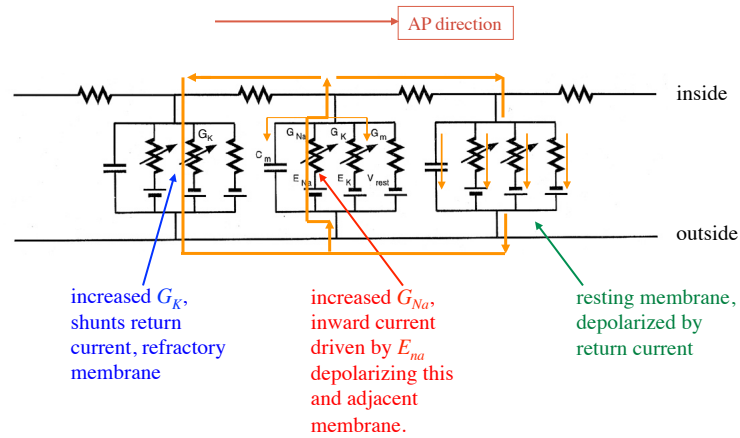 AP direction
inside
G_K
G_Na G_K G_m
C_m
E_Na E_K V_rest
outside
increased G_K,
shunts return
current, refractory
membrane
increased G_Na,
inward current
driven by E_na
depolarizing this
and adjacent
membrane.
resting membrane,
depolarized by
return current